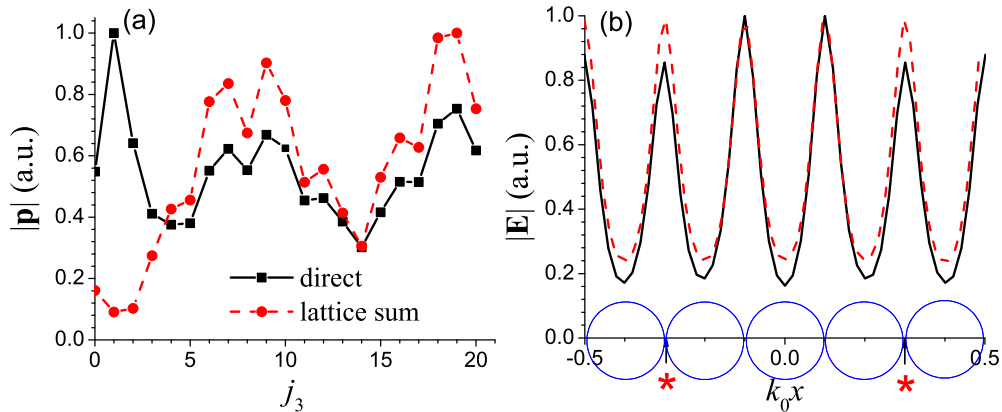 (a)
|p| (a.u.)
1.0
0.8
0.6
0.4
0.2
0.0
direct
lattice sum
0 5 10 15 20
j₃
(b)
|E| (a.u.)
1.0
0.8
0.6
0.4
0.2
0.0
-0.5 0.0 0.5
* k₀x *